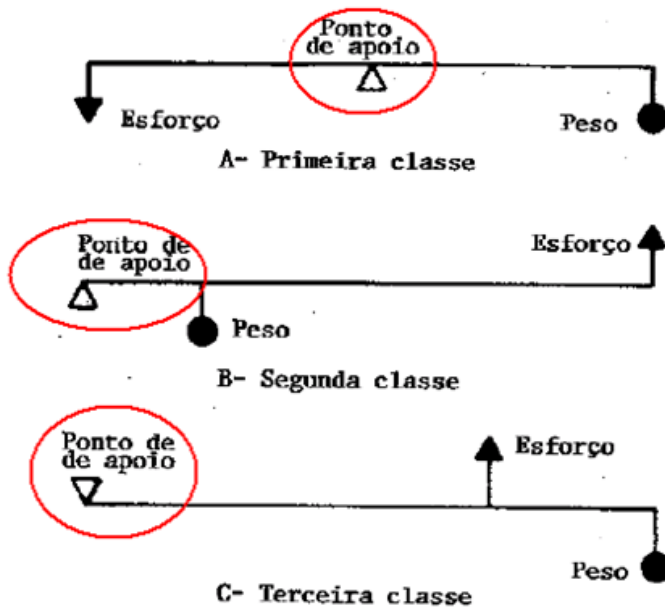 Ponto
de apoio
Esforço
Peso
A- Primeira classe
Ponto de
de apoio
Esforço
Peso
B- Segunda classe
Ponto de
de apoio
Esforço
Peso
C- Terceira classe